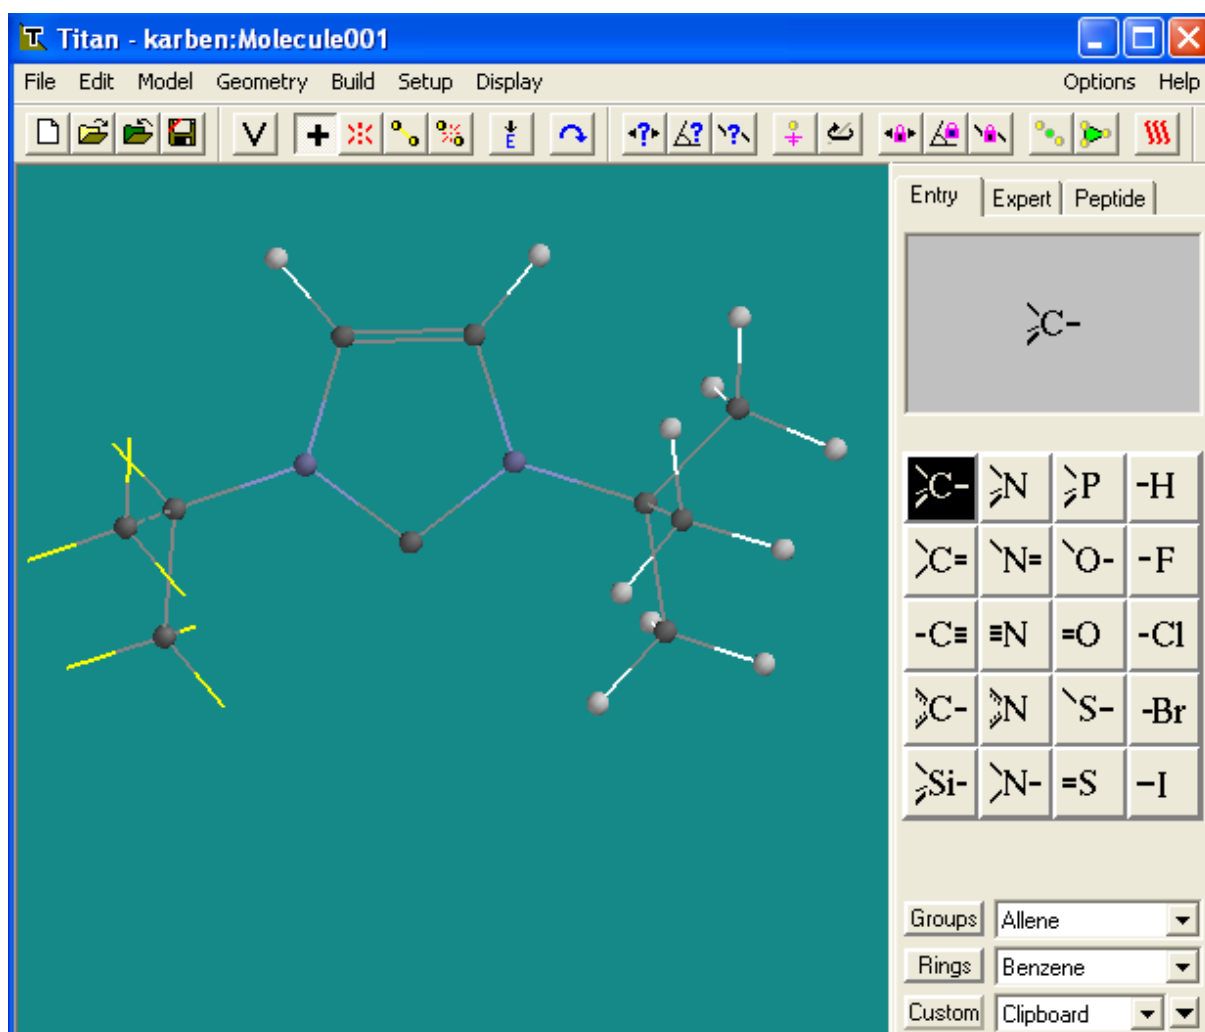 Titan - karben:Molecule001
File Edit Model Geometry Build Setup Display Options Help
V E ? ? ?
Entry Expert Peptide
C-
C- N P -H
C= N= O- -F
-C≡ ≡N =O -Cl
C- N S- -Br
Si- N- =S -I
Groups Allene
Rings Benzene
Custom Clipboard